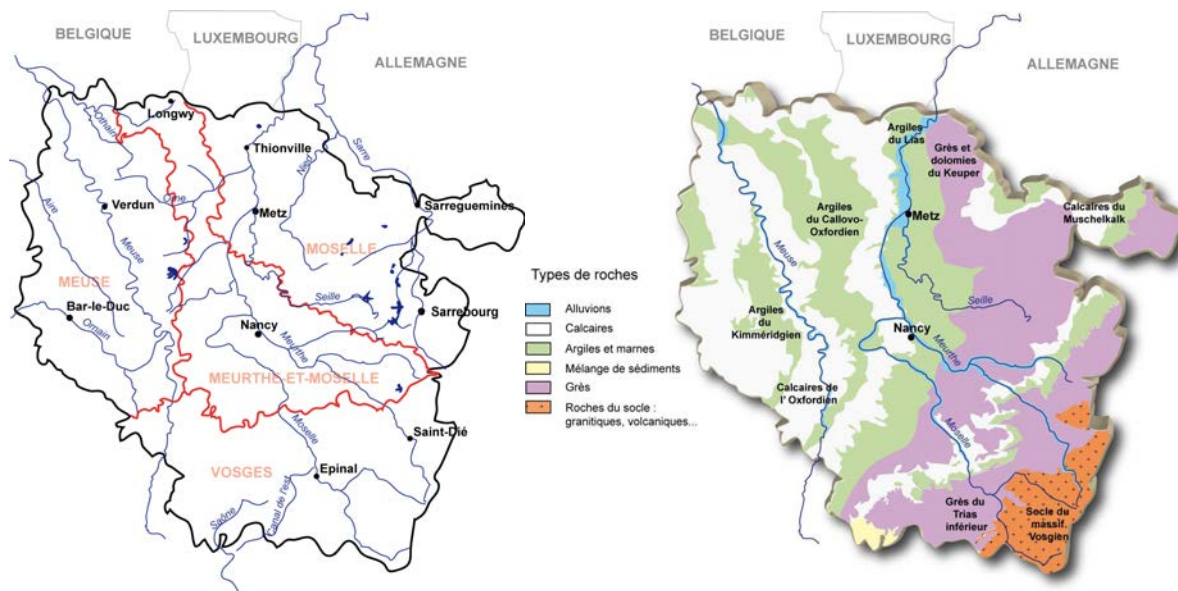 BELGIQUE
LUXEMBOURG
ALLEMAGNE
Longwy
Othain
Thionville
Nied
Sarre
Orne
Aire
Verdun
Meuse
Metz
Sarreguemines
MOSELLE
MEUSE
Bar-le-Duc
Ornain
Seille
Sarrebourg
Nancy
Meurthe
MEURTHE-ET-MOSELLE
Moselle
Saint-Dié
VOSGES
Epinal
Saône
Canal de l'est
Types de roches
Alluvions
Calcaires
Argiles et marnes
Mélange de sédiments
Grès
Roches du socle :
granitiques, volcaniques...
BELGIQUE
LUXEMBOURG
ALLEMAGNE
Argiles
du Lias
Grès et
dolomies
du Keuper
Argiles
du Callovo-
Oxfordien
Metz
Calcaires du
Muschelkalk
Meuse
Seille
Argiles
du
Kimméridgien
Nancy
Meurthe
Calcaires de
l' Oxfordien
Moselle
Grès du
Trias
inférieur
Socle du
massif
Vosgien